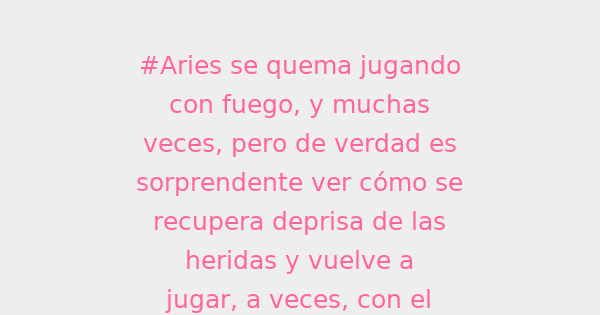 #Aries se quema jugando
con fuego, y muchas
veces, pero de verdad es
sorprendente ver cómo se
recupera deprisa de las
heridas y vuelve a
jugar, a veces, con el